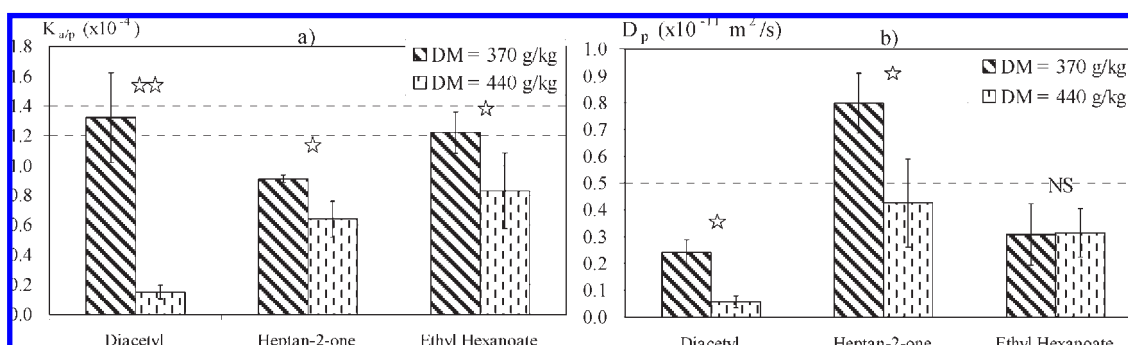 K a/p (x10⁻⁴)
a)
DM = 370 g/kg
DM = 440 g/kg
1.8
1.6
1.4
1.2
1.0
0.8
0.6
0.4
0.2
0.0
☆☆
☆
☆
Diacetyl Heptan-2-one Ethyl Hexanoate
D p (x10⁻¹¹ m²/s)
b)
DM = 370 g/kg
DM = 440 g/kg
1.0
0.9
0.8
0.7
0.6
0.5
0.4
0.3
0.2
0.1
0.0
☆
☆
NS
Diacetyl Heptan-2-one Ethyl Hexanoate